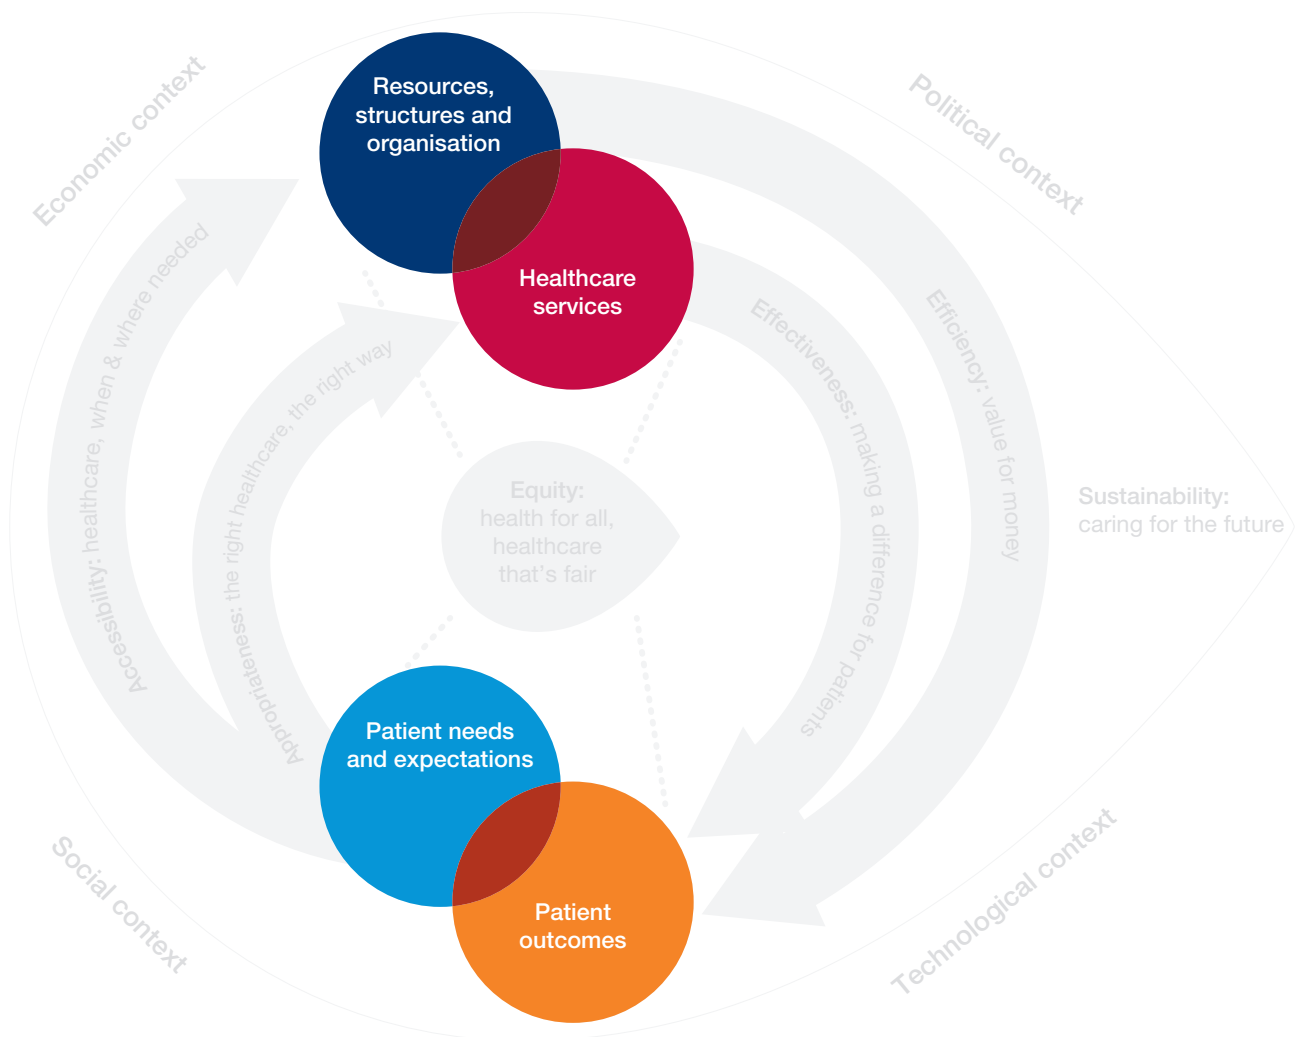 Economic context
Political context
Resources,
structures and
organisation
Healthcare
services
Accessibility: healthcare, when & where needed
Appropriateness: the right healthcare, the right way
Effectiveness: making a difference for patients
Efficiency: value for money
Equity:
health for all,
healthcare
that's fair
Sustainability:
caring for the future
Patient needs
and expectations
Patient
outcomes
Social context
Technological context